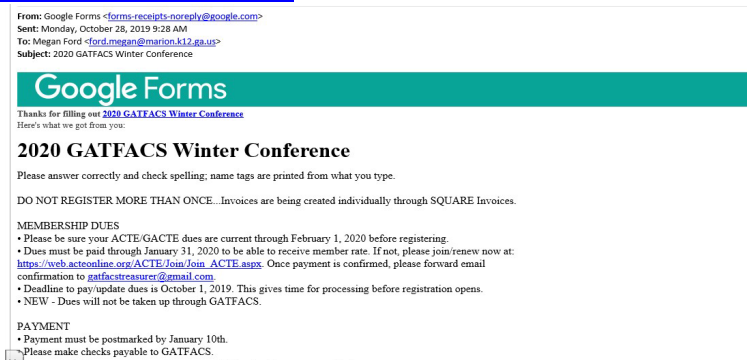 From: Google Forms <forms-receipts-noreply@google.com>
Sent: Monday, October 28, 2019 9:28 AM
To: Megan Ford <ford.megan@marion.k12.ga.us>
Subject: 2020 GATFACS Winter Conference
Google Forms
Thanks for filling out 2020 GATFACS Winter Conference
Here's what we got from you:
2020 GATFACS Winter Conference
Please answer correctly and check spelling; name tags are printed from what you type.
DO NOT REGISTER MORE THAN ONCE...Invoices are being created individually through SQUARE Invoices.
MEMBERSHIP DUES
• Please be sure your ACTE/GACTE dues are current through February 1, 2020 before registering.
• Dues must be paid through January 31, 2020 to be able to receive member rate. If not, please join/renew now at:
https://web.acteonline.org/ACTE/Join/Join_ACTE.aspx. Once payment is confirmed, please forward email
confirmation to gatfacstreasurer@gmail.com.
• Deadline to pay/update dues is October 1, 2019. This gives time for processing before registration opens.
• NEW - Dues will not be taken up through GATFACS.
PAYMENT
• Payment must be postmarked by January 10th.
• Please make checks payable to GATFACS.